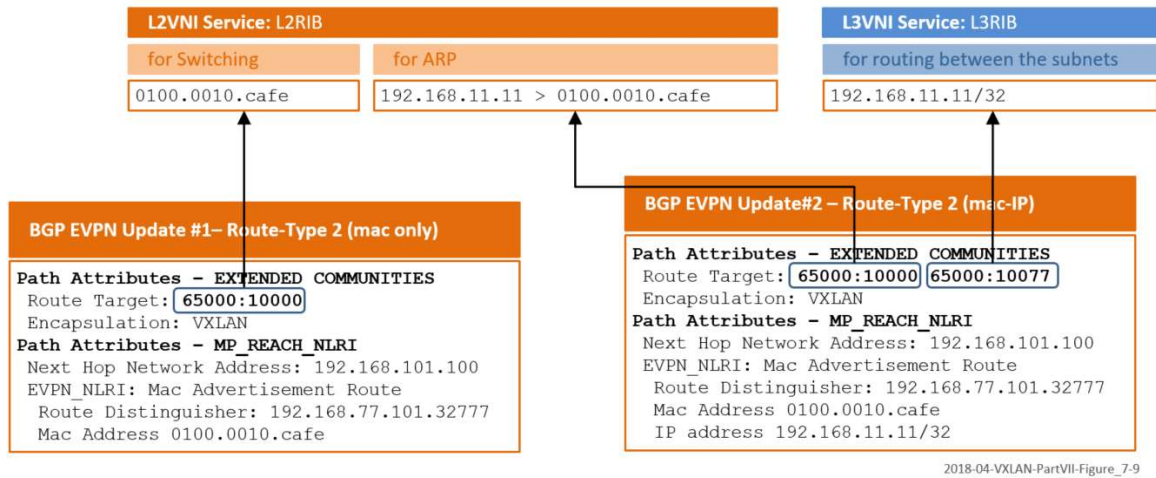 L2VNI Service: L2RIB
for Switching
for ARP
0100.0010.cafe
192.168.11.11 > 0100.0010.cafe
L3VNI Service: L3RIB
for routing between the subnets
192.168.11.11/32
BGP EVPN Update #1– Route-Type 2 (mac only)
Path Attributes – EXTENDED COMMUNITIES
Route Target: 65000:10000
Encapsulation: VXLAN
Path Attributes – MP_REACH_NLRI
Next Hop Network Address: 192.168.101.100
EVPN_NLRI: Mac Advertisement Route
Route Distinguisher: 192.168.77.101.32777
Mac Address 0100.0010.cafe
BGP EVPN Update#2 – Route-Type 2 (mac-IP)
Path Attributes – EXTENDED COMMUNITIES
Route Target: 65000:10000 65000:10077
Encapsulation: VXLAN
Path Attributes – MP_REACH_NLRI
Next Hop Network Address: 192.168.101.100
EVPN_NLRI: Mac Advertisement Route
Route Distinguisher: 192.168.77.101.32777
Mac Address 0100.0010.cafe
IP address 192.168.11.11/32
2018-04-VXLAN-PartVII-Figure_7-9